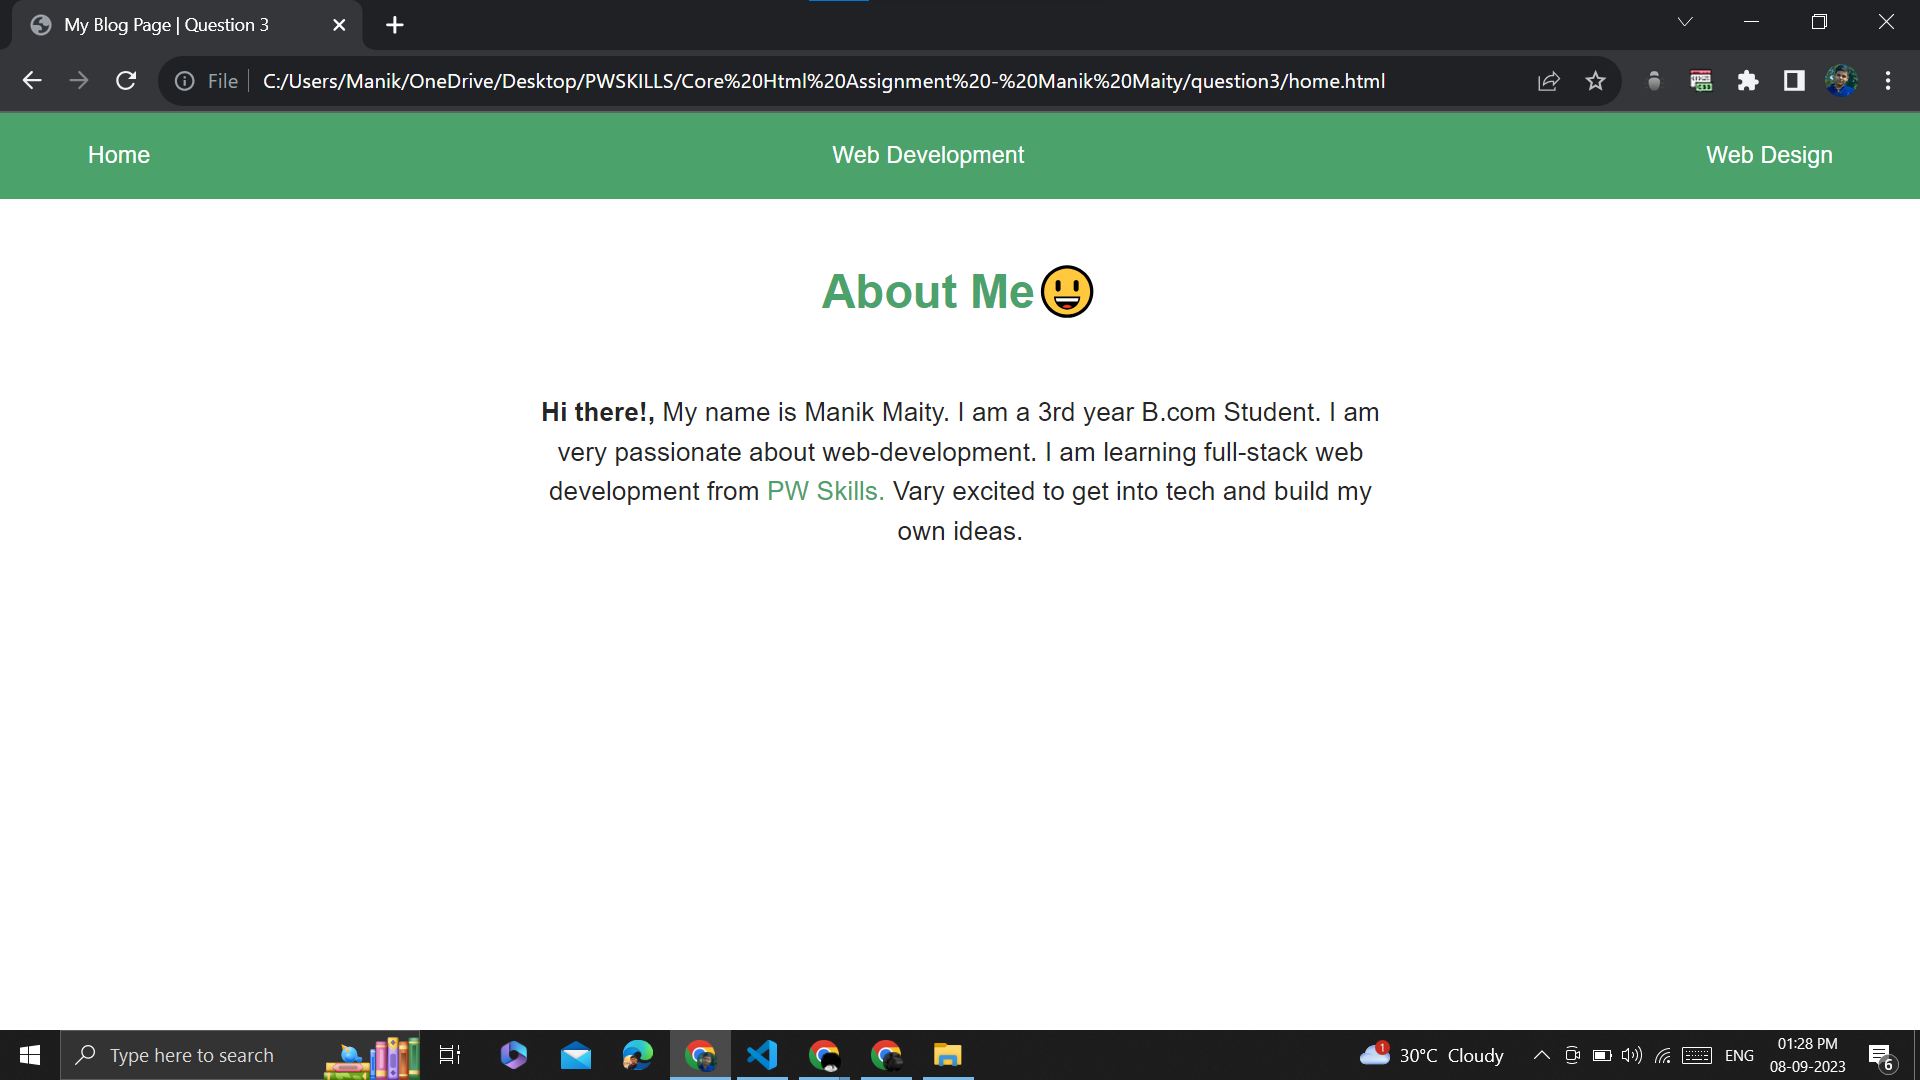 My Blog Page | Question 3
File C:/Users/Manik/OneDrive/Desktop/PWSKILLS/Core%20Html%20Assignment%20-%20Manik%20Maity/question3/home.html
Home Web Development Web Design
About Me😃
Hi there!, My name is Manik Maity. I am a 3rd year B.com Student. I am
very passionate about web-development. I am learning full-stack web
development from PW Skills. Vary excited to get into tech and build my
own ideas.
Type here to search
1
30°C Cloudy
ENG
01:28 PM
08-09-2023
6